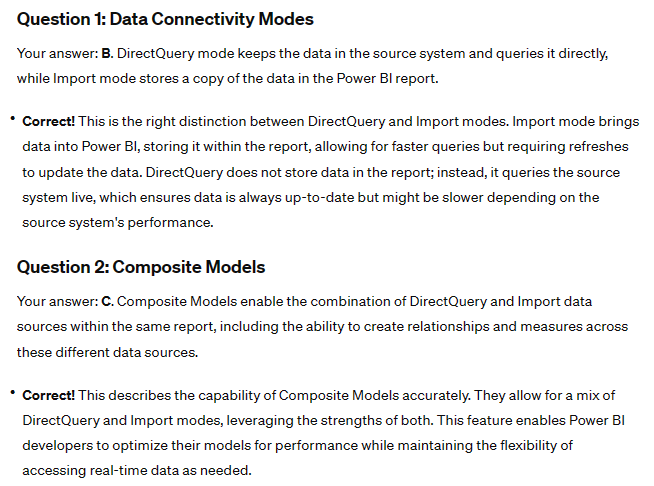 Question 1: Data Connectivity Modes
Your answer: B. DirectQuery mode keeps the data in the source system and queries it directly,
while Import mode stores a copy of the data in the Power BI report.
• Correct! This is the right distinction between DirectQuery and Import modes. Import mode brings
data into Power BI, storing it within the report, allowing for faster queries but requiring refreshes
to update the data. DirectQuery does not store data in the report; instead, it queries the source
system live, which ensures data is always up-to-date but might be slower depending on the
source system's performance.
Question 2: Composite Models
Your answer: C. Composite Models enable the combination of DirectQuery and Import data
sources within the same report, including the ability to create relationships and measures across
these different data sources.
• Correct! This describes the capability of Composite Models accurately. They allow for a mix of
DirectQuery and Import modes, leveraging the strengths of both. This feature enables Power BI
developers to optimize their models for performance while maintaining the flexibility of
accessing real-time data as needed.